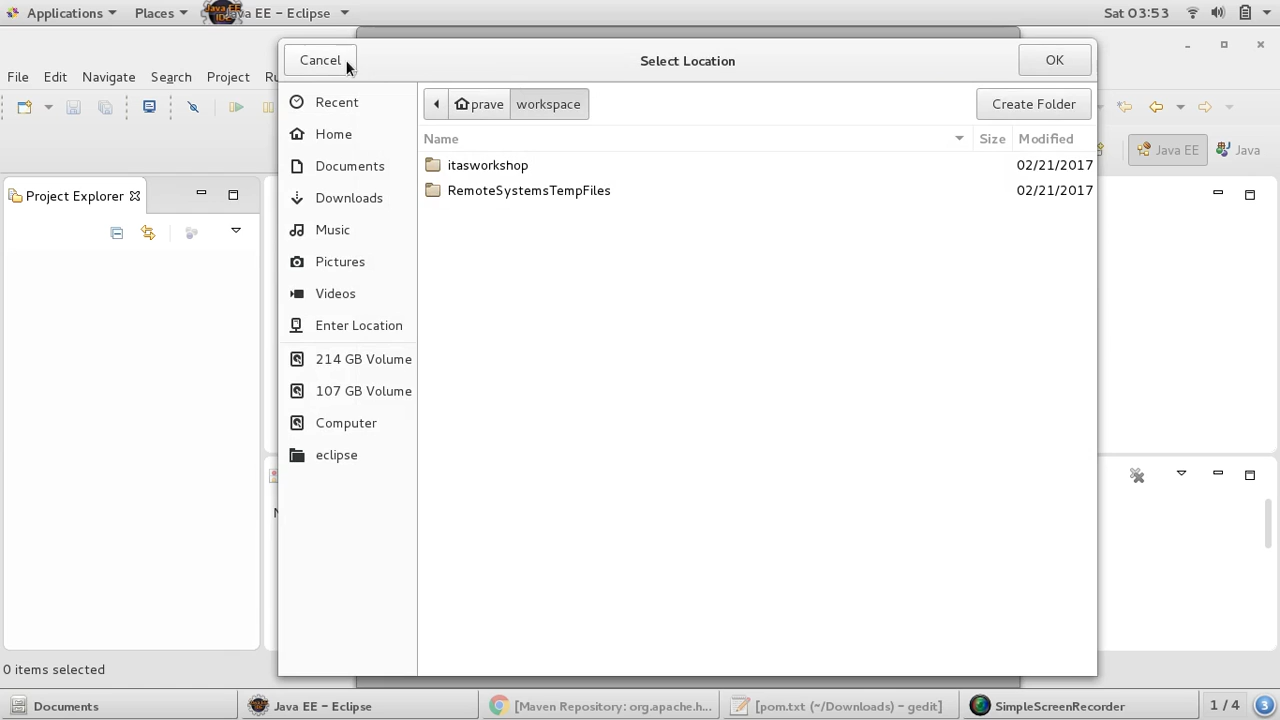 Applications Places Java EE - Eclipse Sat 03:53
Cancel Select Location OK
File Edit Navigate Search Project
Recent prave workspace Create Folder
Home Name Size Modified
Documents itasworkshop 02/21/2017
Downloads RemoteSystemsTempFiles 02/21/2017
Java EE Java
Project Explorer
Music
Pictures
Videos
Enter Location
214 GB Volume
107 GB Volume
Computer
eclipse
0 items selected
Documents Java EE - Eclipse [Maven Repository: org.apache.h... [pom.txt (~/Downloads) - gedit] SimpleScreenRecorder 1 / 4 3